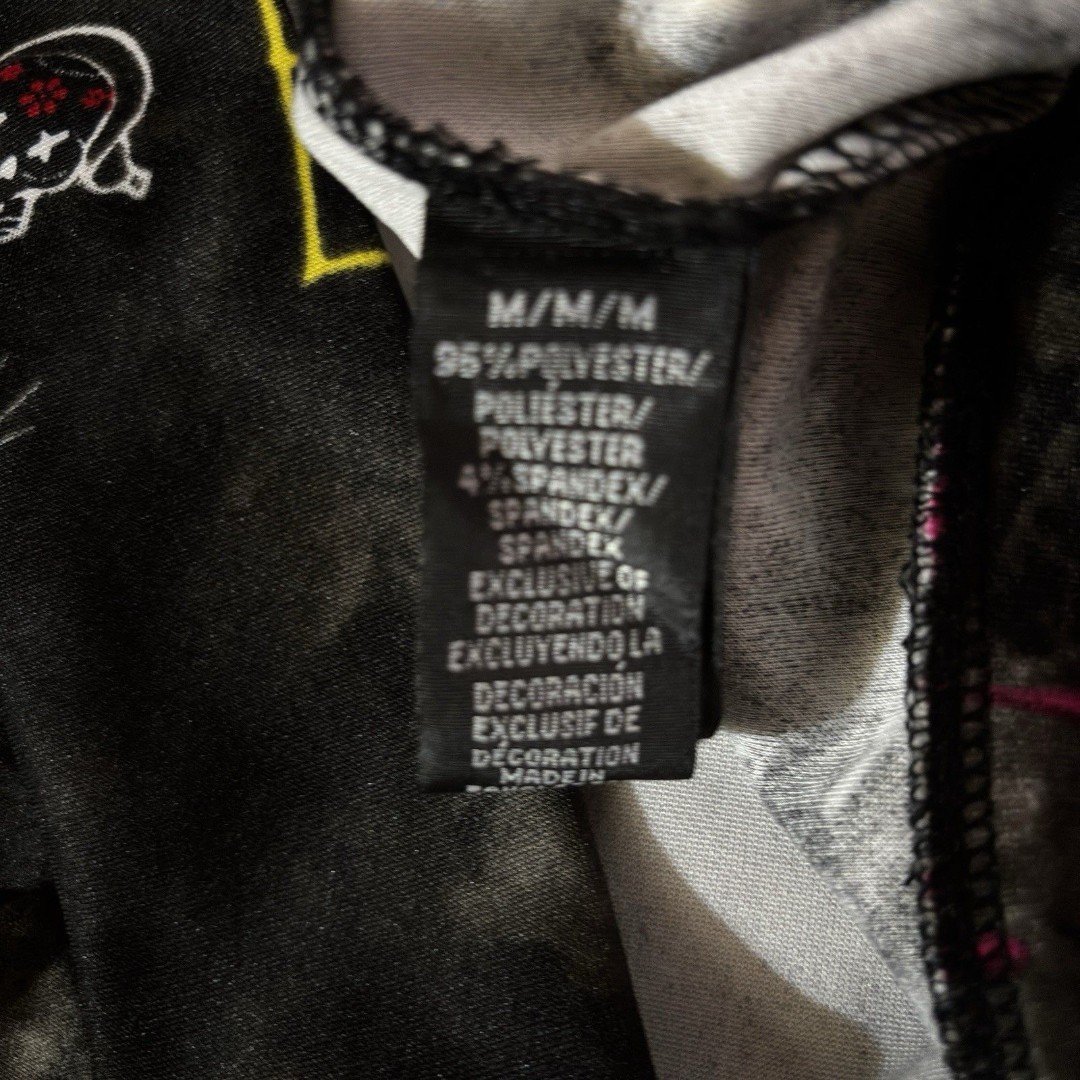 M/M/M
96% POLYESTER/
POLIÉSTER/
POLYESTER
4% SPANDEX/
SPANDEX/
SPANDEX
EXCLUSIVE OF
DECORATION
EXCLUYENDO LA
DECORACIÓN
EXCLUSIF DE
DÉCORATION
MADE IN